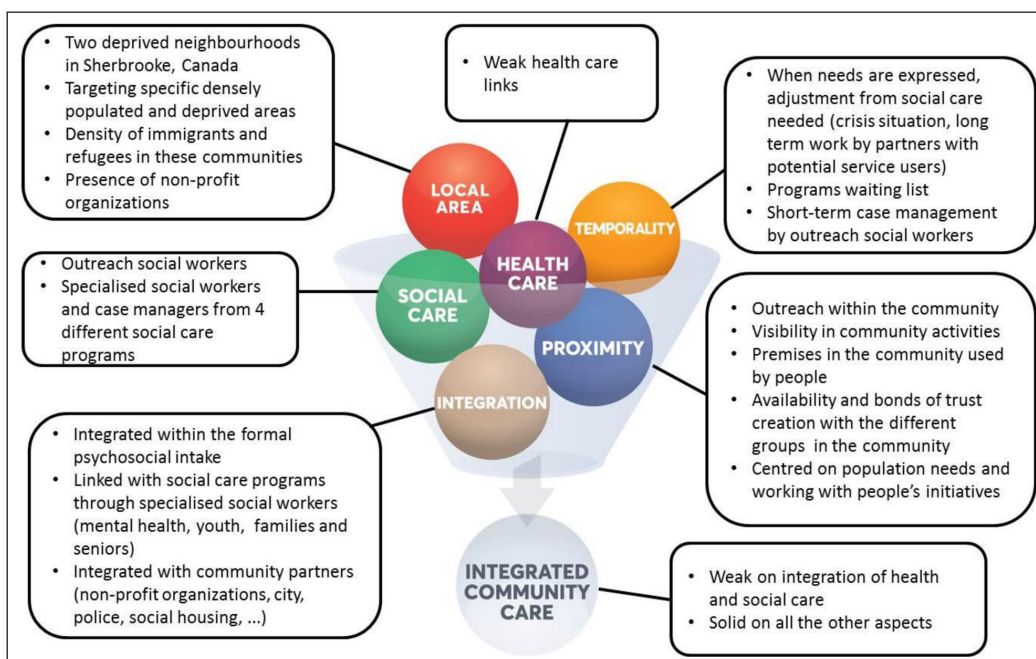 • Two deprived neighbourhoods
in Sherbrooke, Canada
• Targeting specific densely
populated and deprived areas
• Density of immigrants and
refugees in these communities
• Presence of non-profit
organizations
• Weak health care
links
• When needs are expressed,
adjustment from social care
needed (crisis situation, long
term work by partners with
potential service users)
• Programs waiting list
• Short-term case management
by outreach social workers
LOCAL
AREA
TEMPORALITY
HEALTH
CARE
SOCIAL
CARE
PROXIMITY
INTEGRATION
• Outreach social workers
• Specialised social workers
and case managers from 4
different social care
programs
• Outreach within the community
• Visibility in community activities
• Premises in the community used
by people
• Availability and bonds of trust
creation with the different
groups in the community
• Centred on population needs and
working with people's initiatives
• Integrated within the formal
psychosocial intake
• Linked with social care programs
through specialised social workers
(mental health, youth, families and
seniors)
• Integrated with community partners
(non-profit organizations, city,
police, social housing, ...)
INTEGRATED
COMMUNITY
CARE
• Weak on integration of health
and social care
• Solid on all the other aspects